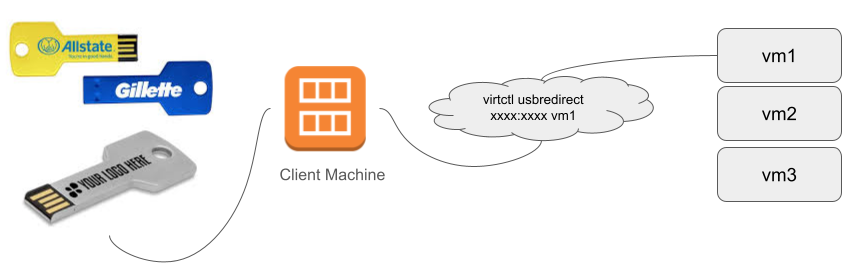 Allstate
You're in good hands.
Gillette
YOUR LOGO HERE
Client Machine
virtctl usbredirect
xxxx:xxxx vm1
vm1
vm2
vm3